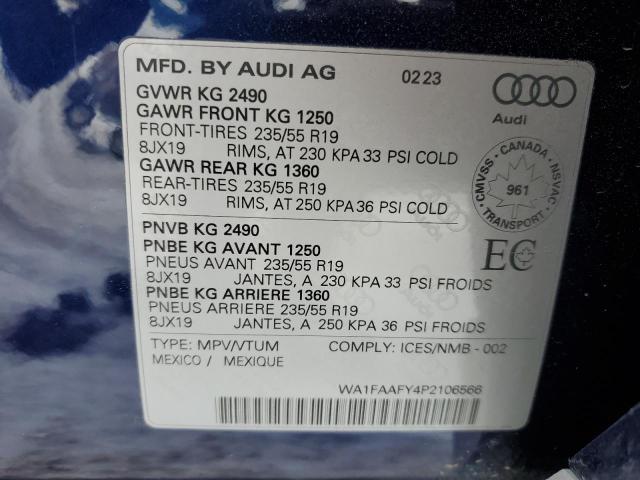 MFD. BY AUDI AG 02 23
Audi
GVWR KG 2490
GAWR FRONT KG 1250
FRONT-TIRES 235/55 R19
8JX19 RIMS, AT 230 KPA 33 PSI COLD
GAWR REAR KG 1360
REAR-TIRES 235/55 R19
8JX19 RIMS, AT 250 KPA 36 PSI COLD
CMVSS - CANADA - NSVAC
961
TRANSPORT
PNVB KG 2490
PNBE KG AVANT 1250
PNEUS AVANT 235/55 R19
8JX19 JANTES, A 230 KPA 33 PSI FROIDS
PNBE KG ARRIERE 1360
PNEUS ARRIERE 235/55 R19
8JX19 JANTES, A 250 KPA 36 PSI FROIDS
EC
TYPE: MPV/VTUM COMPLY: ICES/NMB - 002
MEXICO / MEXIQUE
WA1FAAFY4P2106566